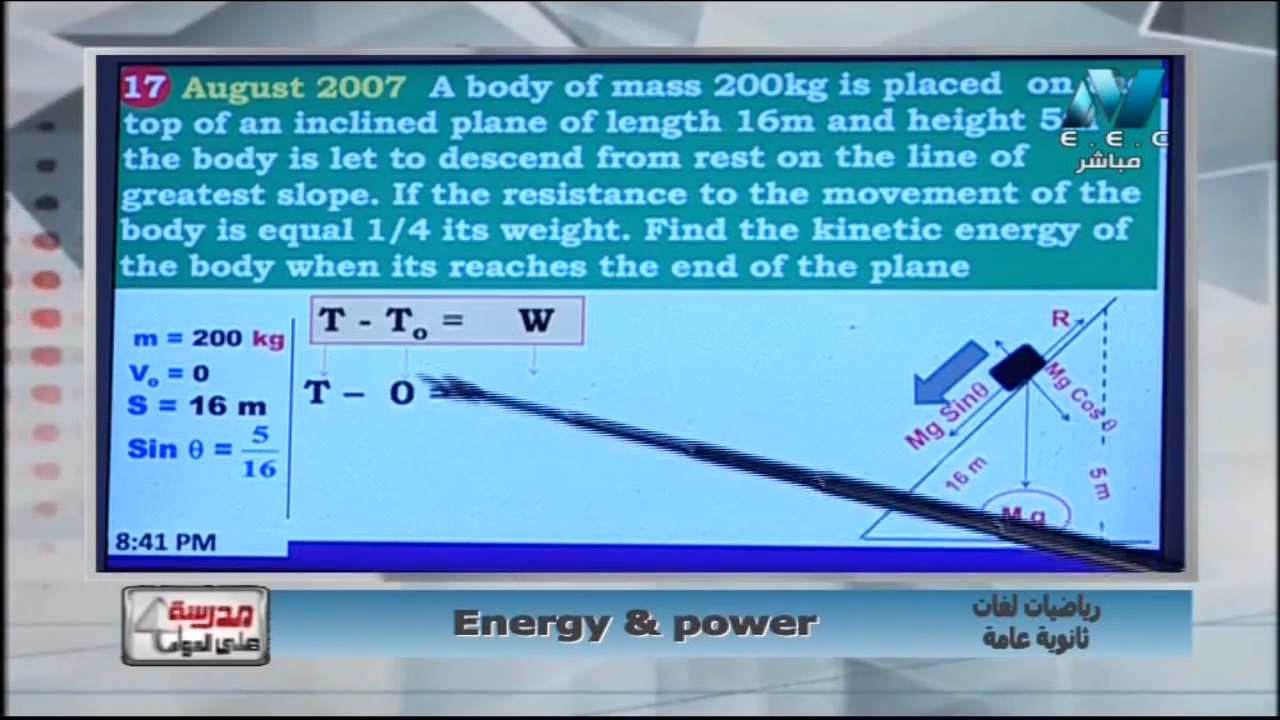 17 August 2007 A body of mass 200kg is placed on
top of an inclined plane of length 16m and height
the body is let to descend from rest on the line of
greatest slope. If the resistance to the movement of the
body is equal 1/4 its weight. Find the kinetic energy of
the body when its reaches the end of the plane
E.E.C
مباشر
m = 200 kg
V₀ = 0
S = 16 m
Sin θ = 5/16
T - T₀ = W
T – 0 =
R
Mg Cos θ
Mg Sinθ
16 m
5 m
Mg
8:41 PM
مدرسة
على الهواء
Energy & power
رياضيات لغات
ثانوية عامة